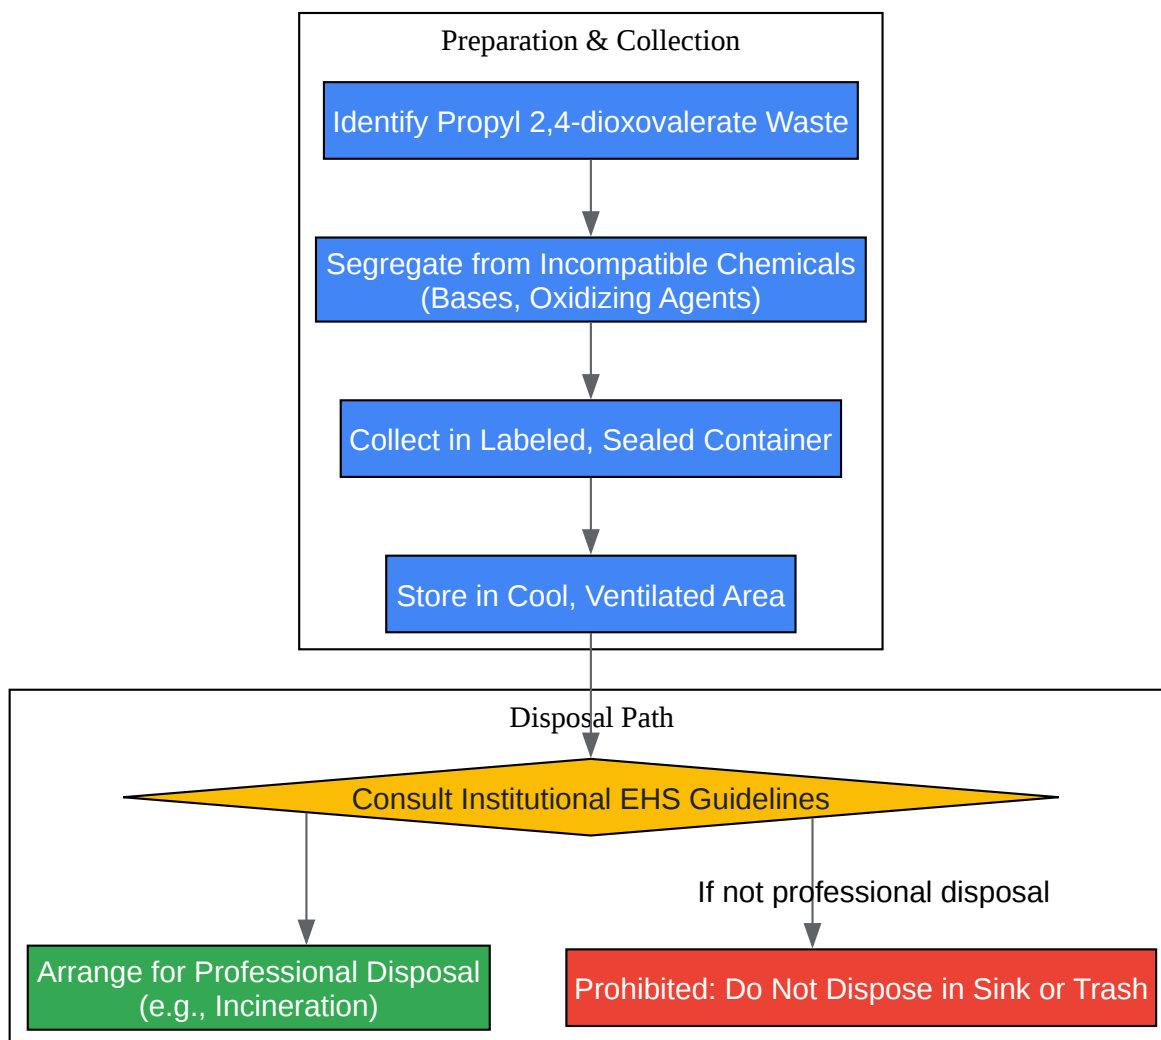 Preparation & Collection
Identify Propyl 2,4-dioxovalerate Waste
Segregate from Incompatible Chemicals
(Bases, Oxidizing Agents)
Collect in Labeled, Sealed Container
Store in Cool, Ventilated Area
Disposal Path
Consult Institutional EHS Guidelines
If not professional disposal
Arrange for Professional Disposal
(e.g., Incineration)
Prohibited: Do Not Dispose in Sink or Trash